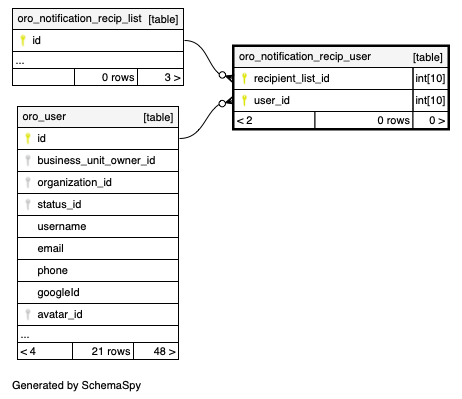 oro_notification_recip_list [table]
id
...
0 rows 3 >
oro_notification_recip_user [table]
recipient_list_id int[10]
user_id int[10]
< 2 0 rows 0 >
oro_user [table]
id
business_unit_owner_id
organization_id
status_id
username
email
phone
googleId
avatar_id
...
< 4 21 rows 48 >
Generated by SchemaSpy